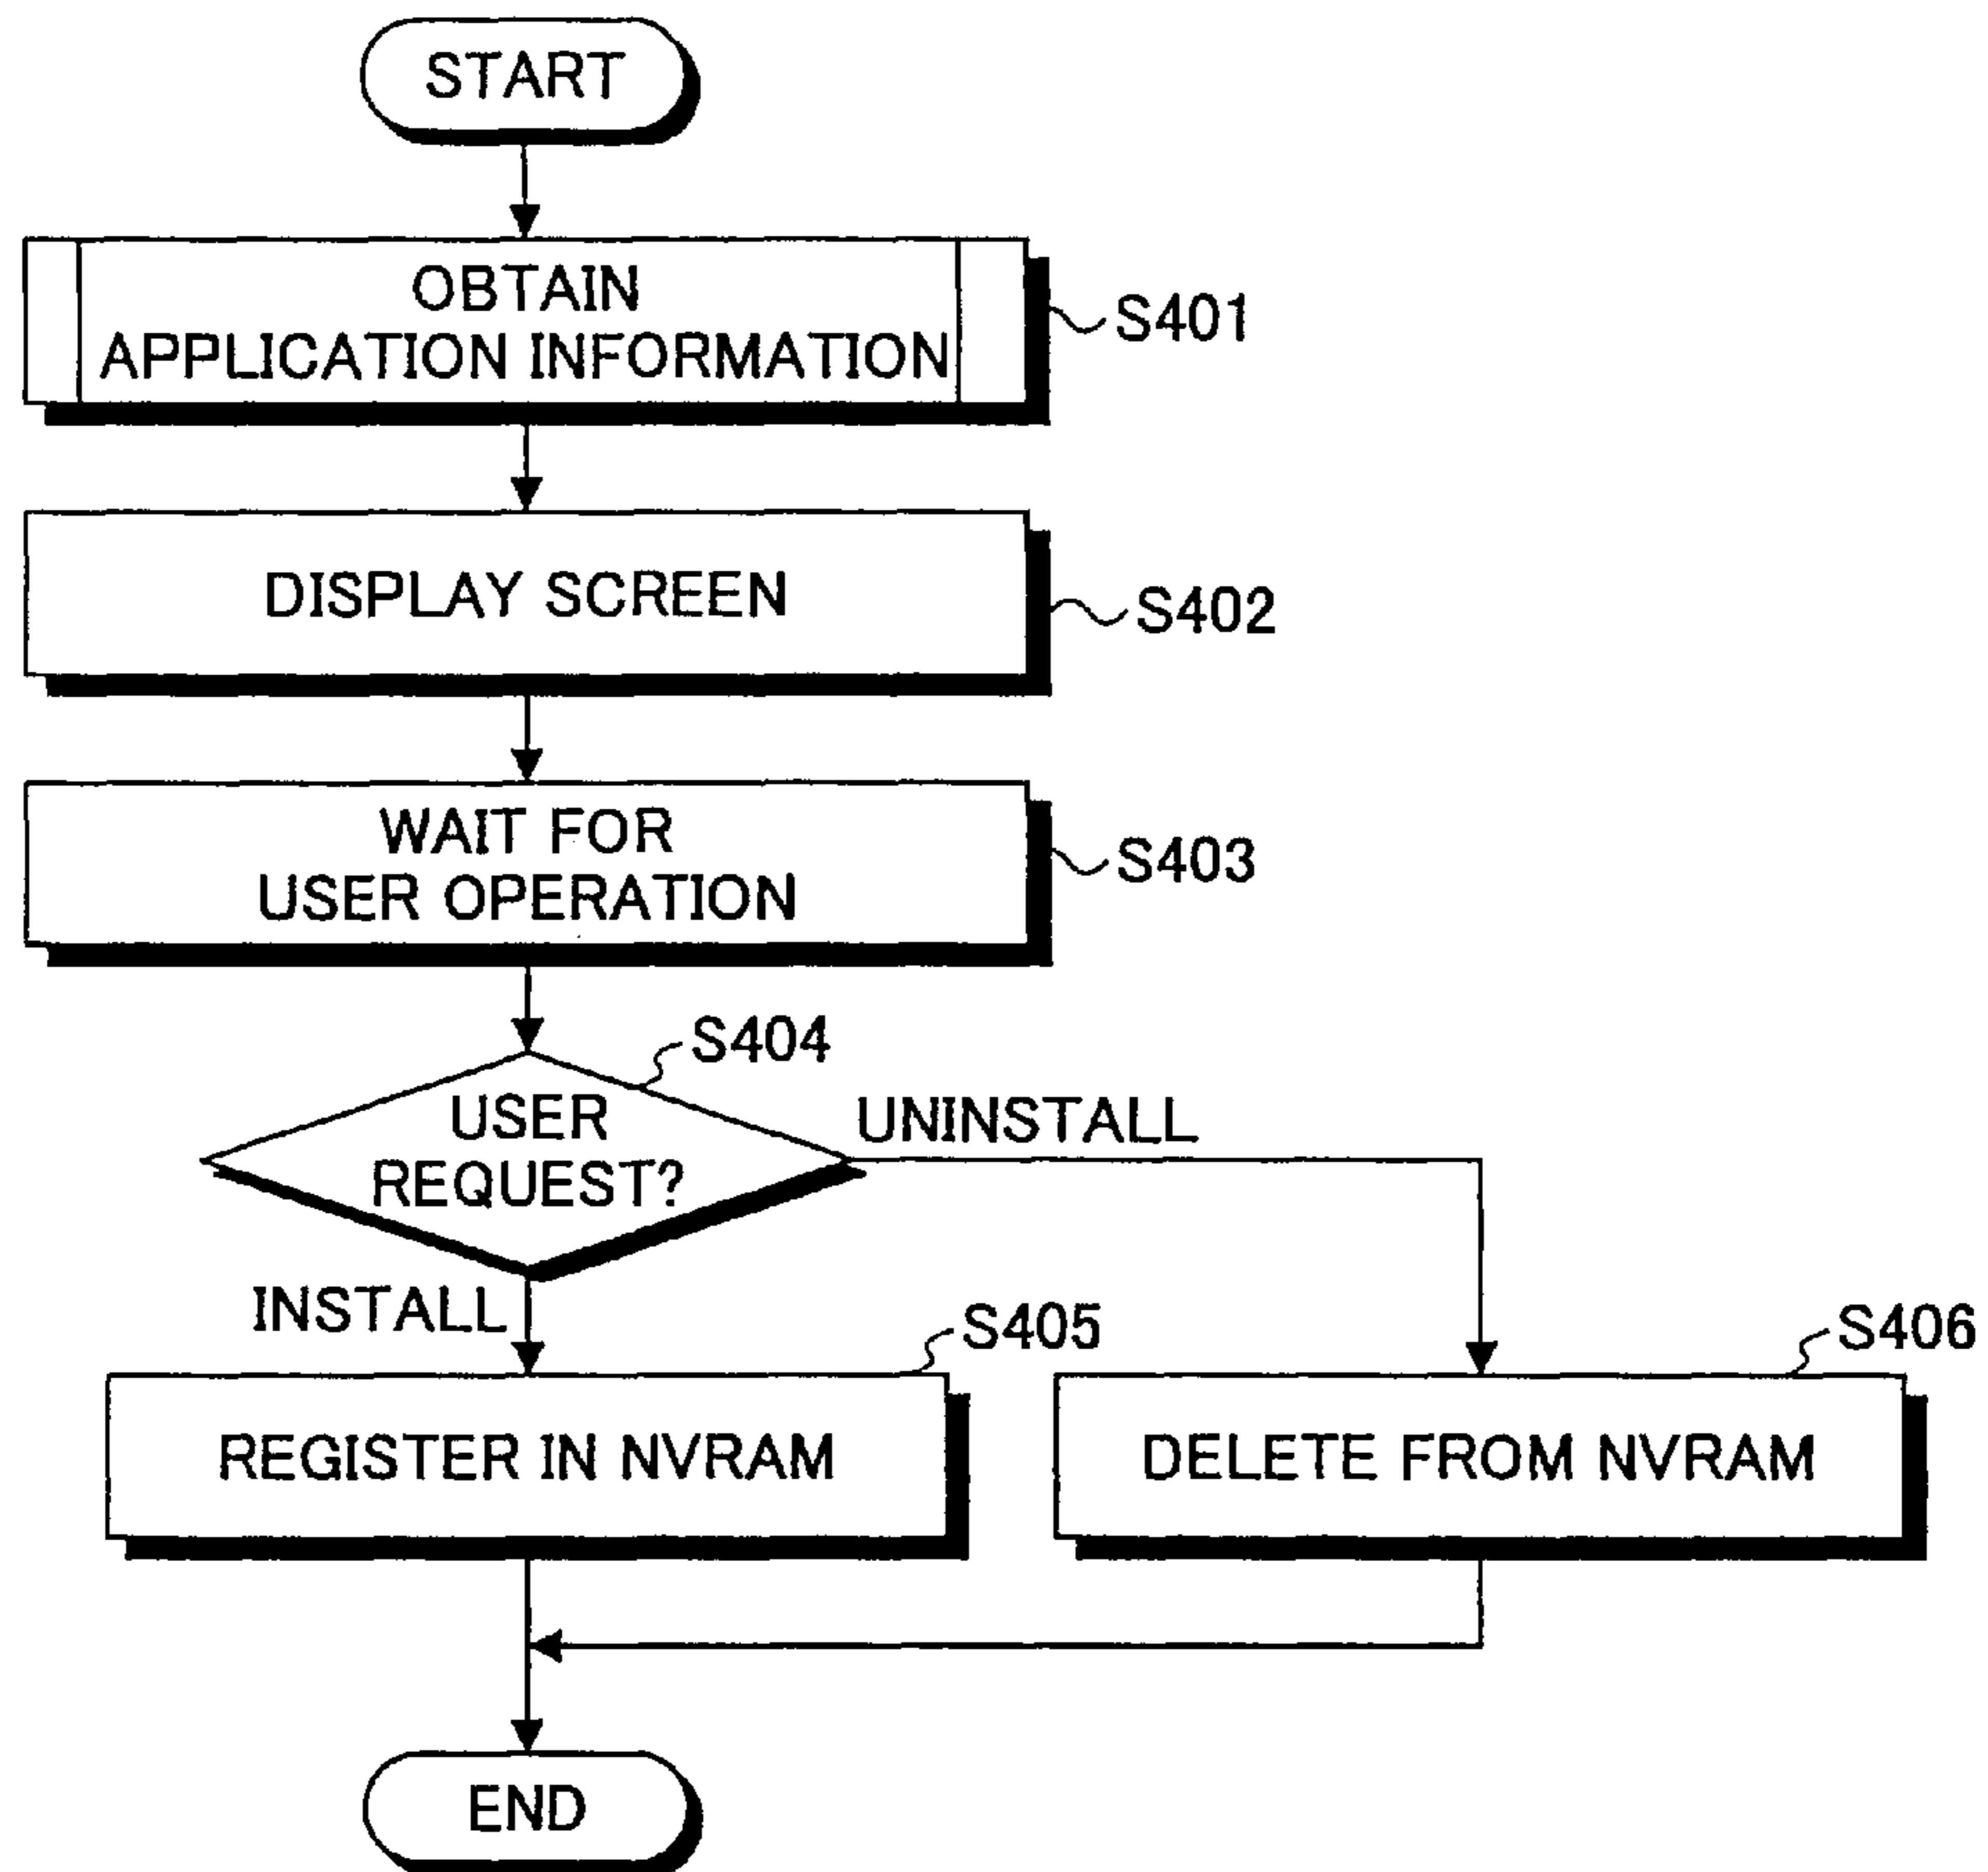 START
OBTAIN
APPLICATION INFORMATION
S401
DISPLAY SCREEN
S402
WAIT FOR
USER OPERATION
S403
S404
USER
REQUEST?
UNINSTALL
INSTALL
S405
S406
REGISTER IN NVRAM
DELETE FROM NVRAM
END